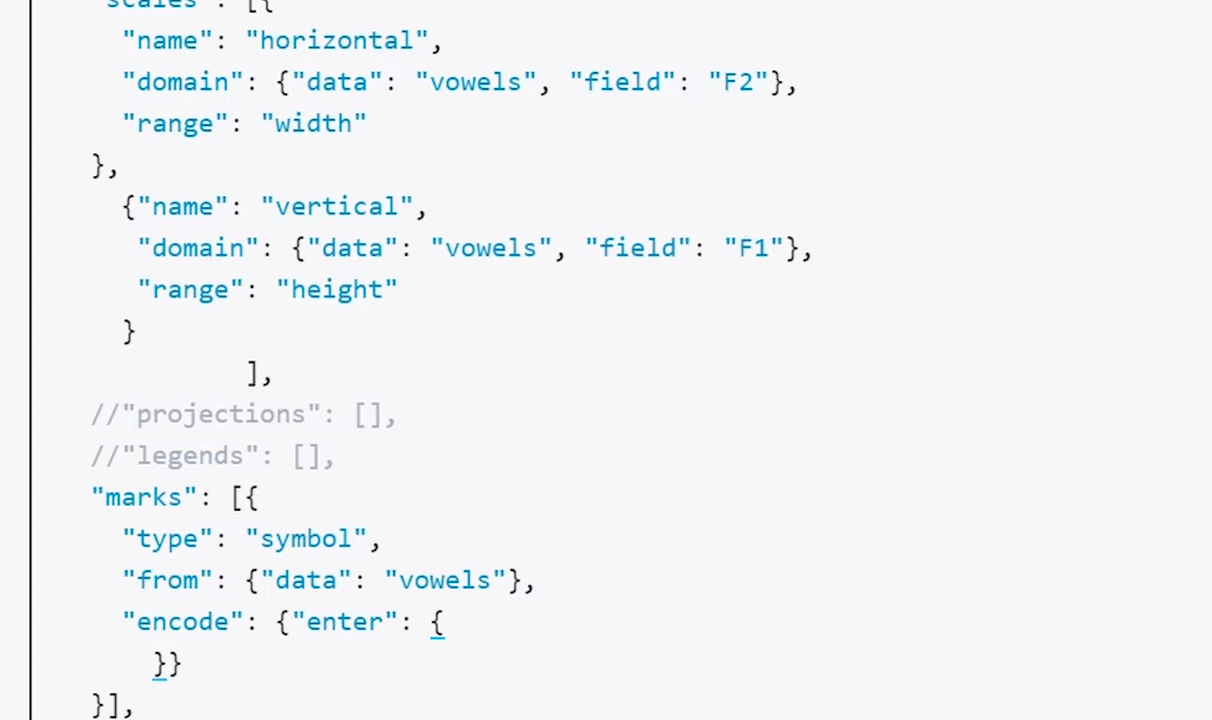 "scales": [{
"name": "horizontal",
"domain": {"data": "vowels", "field": "F2"},
"range": "width"
},
{"name": "vertical",
"domain": {"data": "vowels", "field": "F1"},
"range": "height"
}
],
//"projections": [],
//"legends": [],
"marks": [{
"type": "symbol",
"from": {"data": "vowels"},
"encode": {"enter": {
}}
}],